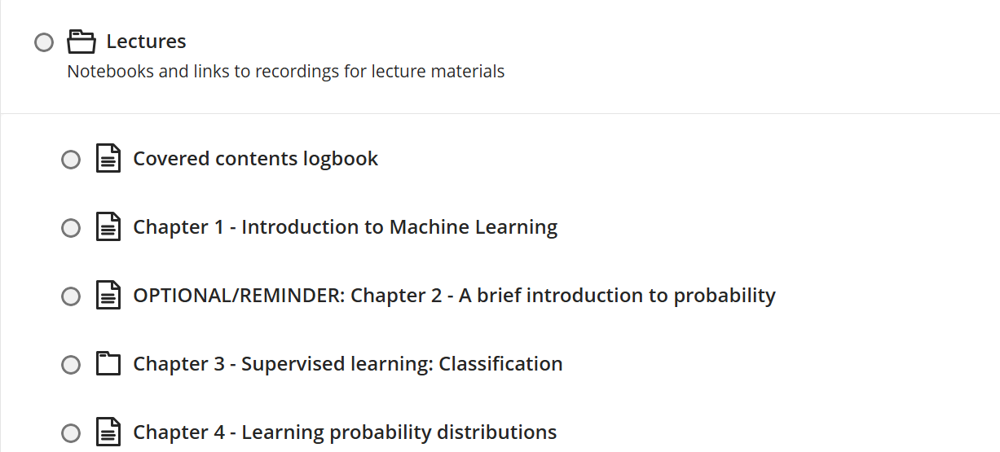 Lectures
Notebooks and links to recordings for lecture materials
Covered contents logbook
Chapter 1 - Introduction to Machine Learning
OPTIONAL/REMINDER: Chapter 2 - A brief introduction to probability
Chapter 3 - Supervised learning: Classification
Chapter 4 - Learning probability distributions